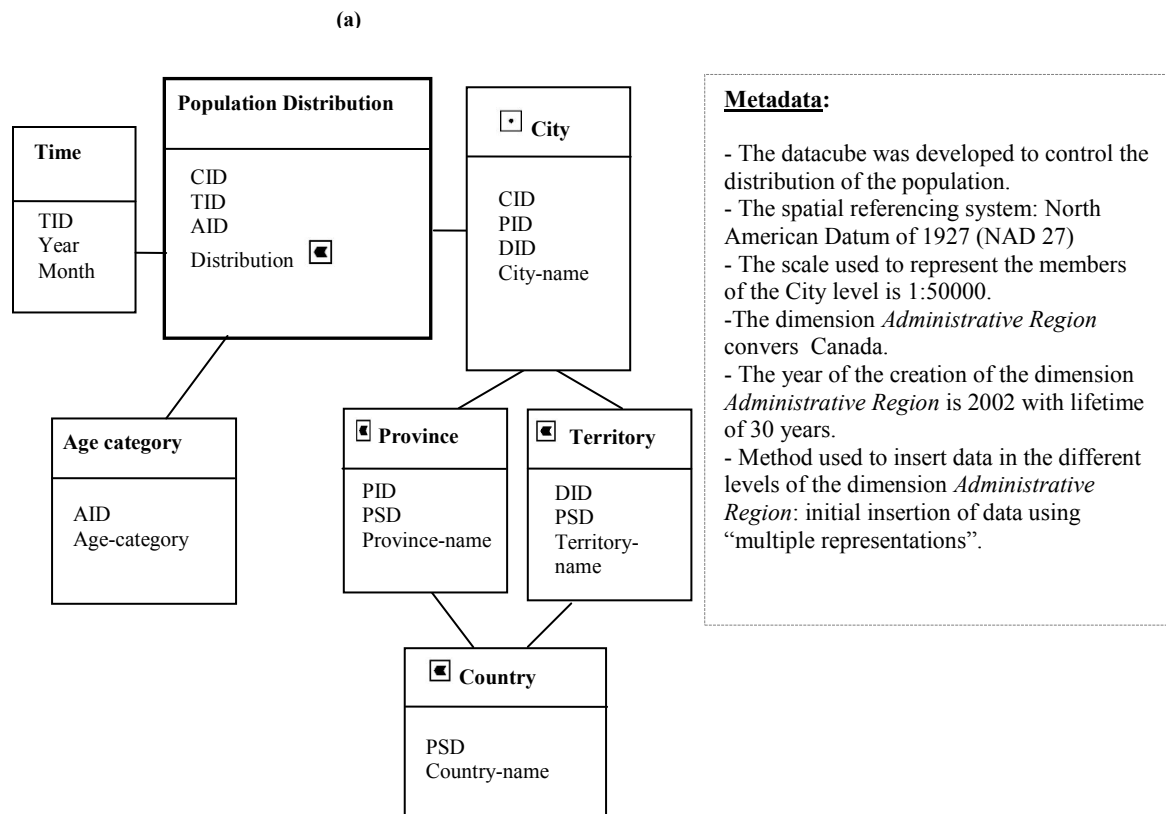 (a)
Population Distribution
CID
TID
AID
Distribution
Time
TID
Year
Month
City
CID
PID
DID
City-name
Age category
AID
Age-category
Province
PID
PSD
Province-name
Territory
DID
PSD
Territory-
name
Country
PSD
Country-name
Metadata:
- The datacube was developed to control the
distribution of the population.
- The spatial referencing system: North
American Datum of 1927 (NAD 27)
- The scale used to represent the members
of the City level is 1:50000.
-The dimension Administrative Region
convers  Canada.
- The year of the creation of the dimension
Administrative Region is 2002 with lifetime
of 30 years.
- Method used to insert data in the different
levels of the dimension Administrative
Region: initial insertion of data using
“multiple representations”.